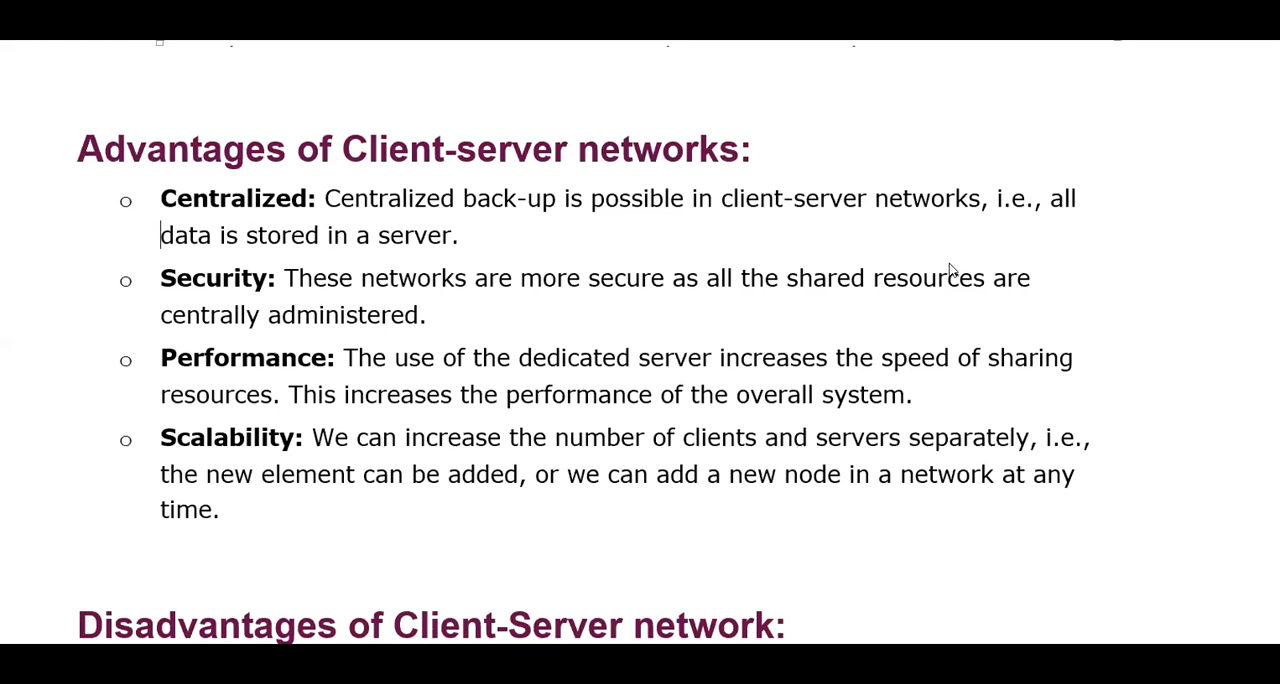 Advantages of Client-server networks:
o Centralized: Centralized back-up is possible in client-server networks, i.e., all
data is stored in a server.
o Security: These networks are more secure as all the shared resources are
centrally administered.
o Performance: The use of the dedicated server increases the speed of sharing
resources. This increases the performance of the overall system.
o Scalability: We can increase the number of clients and servers separately, i.e.,
the new element can be added, or we can add a new node in a network at any
time.
Disadvantages of Client-Server network: